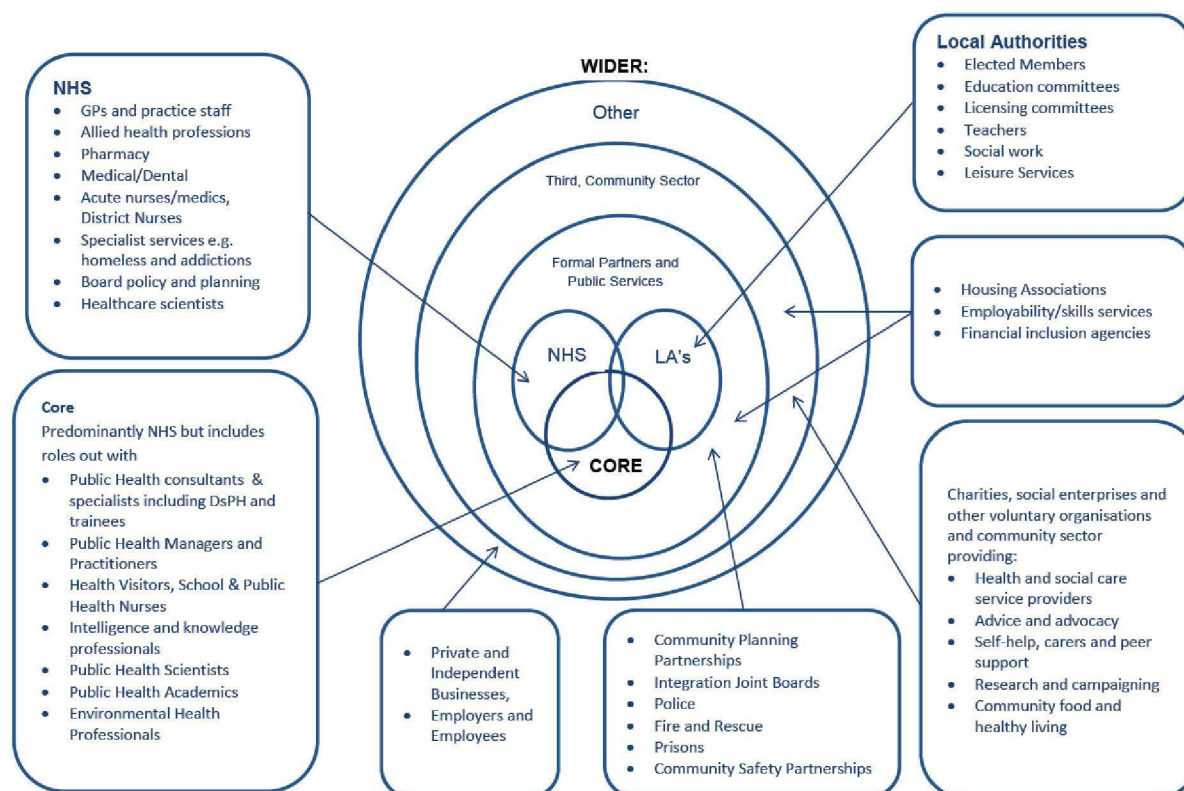 WIDER:
Other
Third, Community Sector
Formal Partners and
Public Services
NHS
LA's
CORE
NHS
• GPs and practice staff
• Allied health professions
• Pharmacy
• Medical/Dental
• Acute nurses/medics,
District Nurses
• Specialist services e.g.
homeless and addictions
• Board policy and planning
• Healthcare scientists
Local Authorities
• Elected Members
• Education committees
• Licensing committees
• Teachers
• Social work
• Leisure Services
• Housing Associations
• Employability/skills services
• Financial inclusion agencies
Core
Predominantly NHS but includes
roles out with
• Public Health consultants &
specialists including DsPH and
trainees
• Public Health Managers and
Practitioners
• Health Visitors, School & Public
Health Nurses
• Intelligence and knowledge
professionals
• Public Health Scientists
• Public Health Academics
• Environmental Health
Professionals
• Private and
Independent
Businesses,
• Employers and
Employees
• Community Planning
Partnerships
• Integration Joint Boards
• Police
• Fire and Rescue
• Prisons
• Community Safety Partnerships
Charities, social enterprises and
other voluntary organisations
and community sector
providing:
• Health and social care
service providers
• Advice and advocacy
• Self-help, carers and peer
support
• Research and campaigning
• Community food and
healthy living